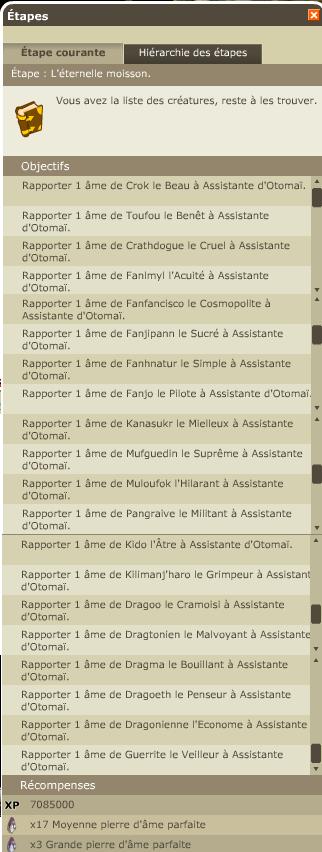 Étapes
Étape courante
Hiérarchie des étapes
Étape : L'éternelle moisson.
Vous avez la liste des créatures, reste à les trouver.
Objectifs
Rapporter 1 âme de Crok le Beau à Assistante d'Otomaï.
Rapporter 1 âme de Toufou le Benêt à Assistante
d'Otomaï.
Rapporter 1 âme de Crathdogue le Cruel à Assistante
d'Otomaï.
Rapporter 1 âme de Fanlmyl l'Acuité à Assistante
d'Otomaï.
Rapporter 1 âme de Fanfancisco le Cosmopolite à
Assistante d'Otomaï.
Rapporter 1 âme de Fanjipann le Sucré à Assistante
d'Otomaï.
Rapporter 1 âme de Fanhnatur le Simple à Assistante
d'Otomaï.
Rapporter 1 âme de Fanjo le Pilote à Assistante d'Otomaï.
Rapporter 1 âme de Kanasukr le Mielleux à Assistante
d'Otomaï.
Rapporter 1 âme de Mufguedin le Suprême à Assistante
d'Otomaï.
Rapporter 1 âme de Muloufok l'Hilarant à Assistante
d'Otomaï.
Rapporter 1 âme de Pangraive le Militant à Assistante
d'Otomaï.
Rapporter 1 âme de Kido l'Âtre à Assistante d'Otomaï.
Rapporter 1 âme de Kilimanj'haro le Grimpeur à Assistant
d'Otomaï.
Rapporter 1 âme de Dragoo le Cramoisi à Assistante
d'Otomaï.
Rapporter 1 âme de Dragtonien le Malvoyant à Assistante
d'Otomaï.
Rapporter 1 âme de Dragma le Bouillant à Assistante
d'Otomaï.
Rapporter 1 âme de Dragoeth le Penseur à Assistante
d'Otomaï.
Rapporter 1 âme de Dragonienne l'Econome à Assistante
d'Otomaï.
Rapporter 1 âme de Guerrite le Veilleur à Assistante
d'Otomaï.
Récompenses
XP 7085000
x17 Moyenne pierre d'âme parfaite
x3 Grande pierre d'âme parfaite